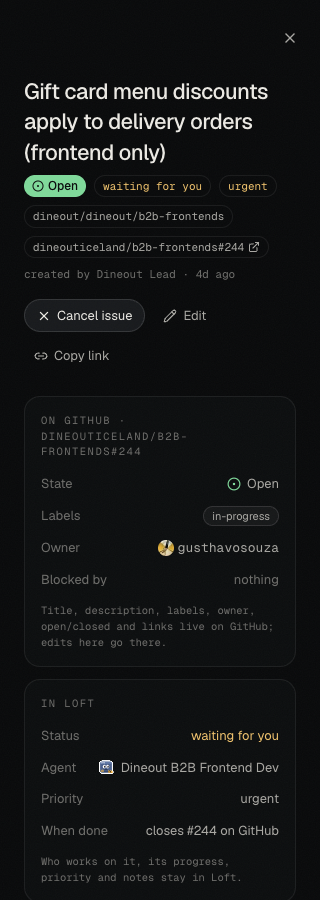 Gift card menu discounts
apply to delivery orders
(frontend only)
Open waiting for you urgent
dineout/dineout/b2b-frontends
dineouticeland/b2b-frontends#244
created by Dineout Lead · 4d ago
Cancel issue Edit
Copy link
ON GITHUB ·
DINEOUTICELAND/B2B-
FRONTENDS#244
State Open
Labels in-progress
Owner gusthavosouza
Blocked by nothing
Title, description, labels, owner,
open/closed and links live on GitHub;
edits here go there.
IN LOFT
Status waiting for you
Agent Dineout B2B Frontend Dev
Priority urgent
When done closes #244 on GitHub
Who works on it, its progress,
priority and notes stay in Loft.